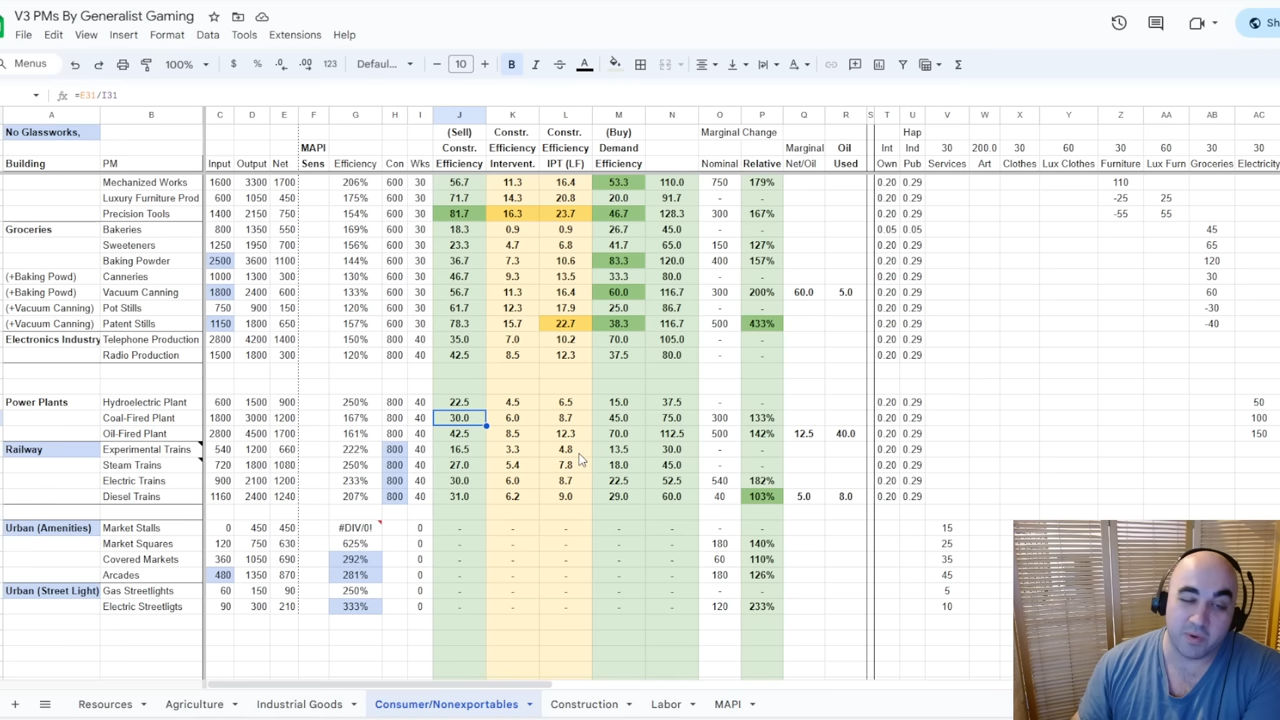 V3 PMs By Generalist Gaming
File Edit View Insert Format Data Tools Extensions Help
Menus 100% $ % .0 .00 123 Defaul... 10 B I A
=E31/I31
A B C D E F G H I J K L M N O P Q R S T U V W X Y Z AA AB AC
No Glassworks, (Sell) Constr. Constr. (Buy) Marginal Change Hap 30 200.0 30 60 30 60 30 30
MAPI Constr. Efficiency Efficiency Demand Marginal Oil Int Ind
Building PM Input Output Net Sens Efficiency Con Wks Efficiency Intervent. IPT (LF) Efficiency Nominal Relative Net/Oil Used Own Pub Services Art Clothes Lux Clothes Furniture Lux Furn Groceries Electricity
Mechanized Works 1600 3300 1700 206% 600 30 56.7 11.3 16.4 53.3 110.0 750 179% 0.20 0.29 110
Luxury Furniture Prod 600 1050 450 175% 600 30 71.7 14.3 20.8 20.0 91.7 - - 0.20 0.29 -25 25
Precision Tools 1400 2150 750 154% 600 30 81.7 16.3 23.7 46.7 128.3 300 167% 0.20 0.29 -55 55
Groceries Bakeries 800 1350 550 169% 600 30 18.3 0.9 0.9 26.7 45.0 - - 0.05 0.05 45
Sweeteners 1250 1950 700 156% 600 30 23.3 4.7 6.8 41.7 65.0 150 127% 0.20 0.29 65
Baking Powder 2500 3600 1100 144% 600 30 36.7 7.3 10.6 83.3 120.0 400 157% 0.20 0.29 120
(+Baking Powd) Canneries 1000 1300 300 130% 600 30 46.7 9.3 13.5 33.3 80.0 - - 0.20 0.29 30
(+Baking Powd) Vacuum Canning 1800 2400 600 133% 600 30 56.7 11.3 16.4 60.0 116.7 300 200% 60.0 5.0 0.20 0.29 60
(+Vacuum Canning) Pot Stills 750 900 150 120% 600 30 61.7 12.3 17.9 25.0 86.7 - - 0.20 0.29 -30
(+Vacuum Canning) Patent Stills 1150 1800 650 157% 600 30 78.3 15.7 22.7 38.3 116.7 500 433% 0.20 0.29 -40
Electronics Industry Telephone Production 2800 4200 1400 150% 600 30 35.0 7.0 10.2 70.0 105.0 - - 0.20 0.29
Radio Production 1500 1800 300 120% 600 30 42.5 8.5 12.3 37.5 80.0 - - 0.20 0.29
Power Plants Hydroelectric Plant 600 1500 900 250% 800 40 22.5 4.5 6.5 15.0 37.5 - - 0.20 0.29 50
Coal-Fired Plant 1800 3000 1200 167% 800 40 30.0 6.0 8.7 45.0 75.0 300 133% 0.20 0.29 100
Oil-Fired Plant 2800 4500 1700 161% 800 40 42.5 8.5 12.3 70.0 112.5 500 142% 12.5 40.0 0.20 0.29 150
Railway Experimental Trains 540 1200 660 222% 800 40 16.5 3.3 4.8 13.5 30.0 - - 0.20 0.29
Steam Trains 720 1800 1080 250% 800 40 27.0 5.4 7.8 18.0 45.0 - 182% 0.20 0.29
Electric Trains 900 2100 1200 233% 800 40 30.0 6.0 8.7 22.5 52.5 540 182% 0.20 0.29
Diesel Trains 1160 2400 1240 207% 800 40 31.0 6.2 9.0 29.0 60.0 40 103% 5.0 8.0 0.20 0.29
Urban (Amenities) Market Stalls 0 450 450 #DIV/0! 0 - - - - - - - 15
Market Squares 120 750 630 625% 0 - - - - - 180 140% 25
Covered Markets 360 1050 690 292% 0 - - - - - 60 110% 35
Arcades 480 1350 870 281% 0 - - - - - 180 126% 45
Urban (Street Light) Gas Streetlights 60 150 90 250% 0 - - - - - - - 5
Electric Streetligts 90 300 210 333% 0 - - - - - 120 233% 10
Resources Agriculture Industrial Goods Consumer/Nonexportables Construction Labor MAPI